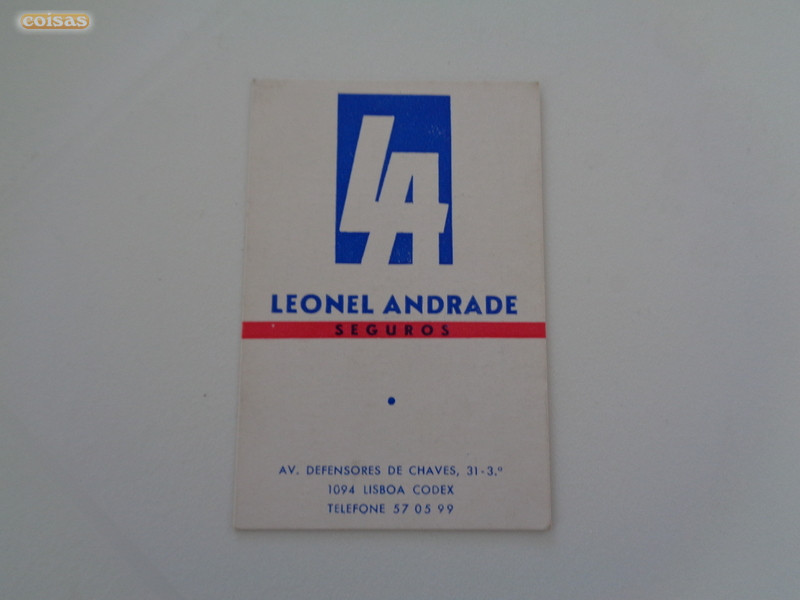 coisas
LA
LEONEL ANDRADE
SEGUROS
AV. DEFENSORES DE CHAVES, 31-3.º
1094 LISBOA CODEX
TELEFONE 57 05 99